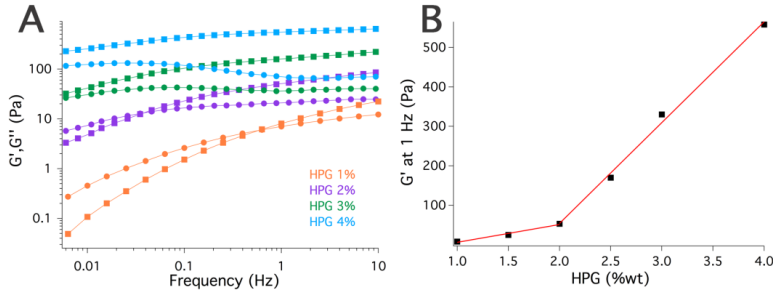 A
G',G'' (Pa)
100
10
1
0.1
HPG 1%
HPG 2%
HPG 3%
HPG 4%
0.01
0.1
1
10
Frequency (Hz)
B
G' at 1 Hz (Pa)
500
400
300
200
100
1.0
1.5
2.0
2.5
3.0
3.5
4.0
HPG (%wt)